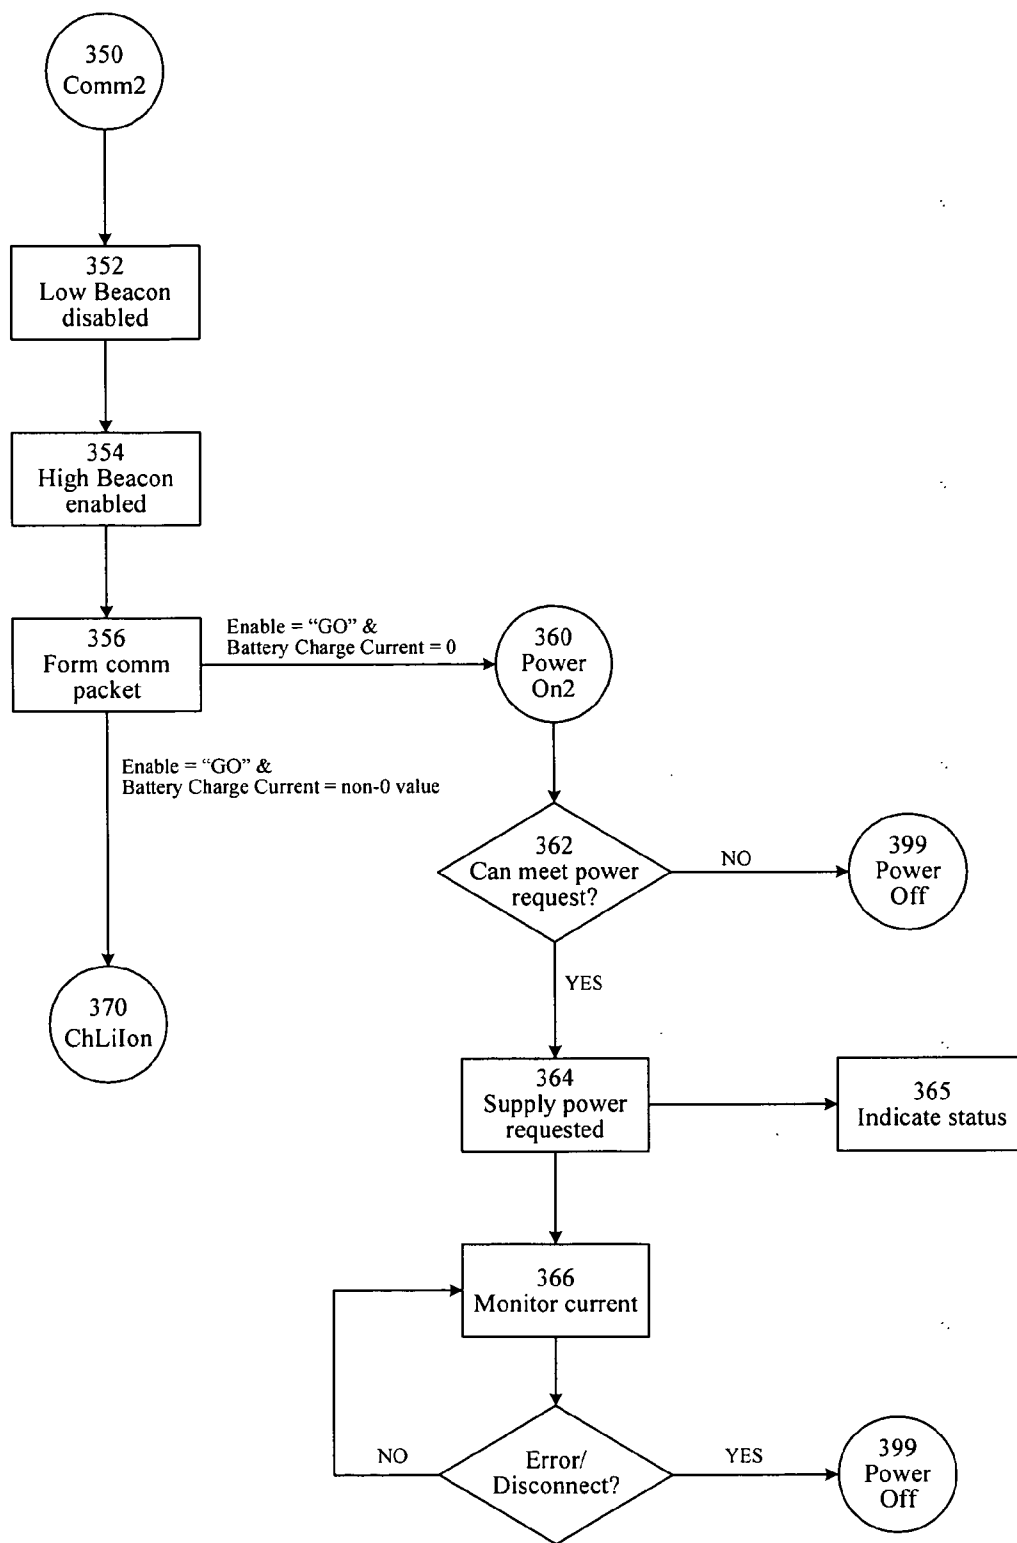 350
Comm2
352
Low Beacon
disabled
354
High Beacon
enabled
356
Form comm
packet
Enable = “GO” &
Battery Charge Current = 0
360
Power
On2
Enable = “GO” &
Battery Charge Current = non-0 value
362
Can meet power
request?
NO
399
Power
Off
YES
370
ChLiIon
364
Supply power
requested
365
Indicate status
366
Monitor current
NO
Error/
Disconnect?
YES
399
Power
Off